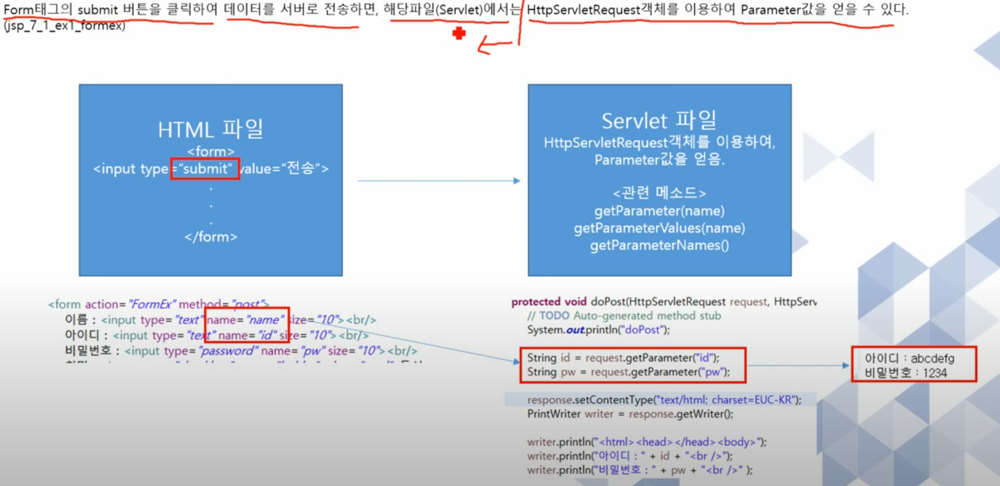 Form태그의 submit 버튼을 클릭하여 데이터를 서버로 전송하면, 해당파일(Servlet)에서는 HttpServletRequest객체를 이용하여 Parameter값을 얻을 수 있다.
(jsp_7_1_ex1_formex)
HTML 파일
<form>
<input type="submit" value="전송">
.
.
.
</form>
Servlet 파일
HttpServletRequest객체를 이용하여,
Parameter값을 얻음.
<관련 메소드>
getParameter(name)
getParameterValues(name)
getParameterNames()
<form action="FormEx" method="post">
이름 : <input type="text" name="name" size="10"><br/>
아이디 : <input type="text" name="id" size="10"><br/>
비밀번호 : <input type="password" name="pw" size="10"><br/>
protected void doPost(HttpServletRequest request, HttpServ
// TODO Auto-generated method stub
System.out.println("doPost");
String id = request.getParameter("id");
String pw = request.getParameter("pw");
response.setContentType("text/html; charset=EUC-KR");
PrintWriter writer = response.getWriter();
writer.println("<html><head></head><body>");
writer.println("아이디 : " + id + "<br />");
writer.println("비밀번호 : " + pw + "<br />" );
아이디 : abcdefg
비밀번호 : 1234